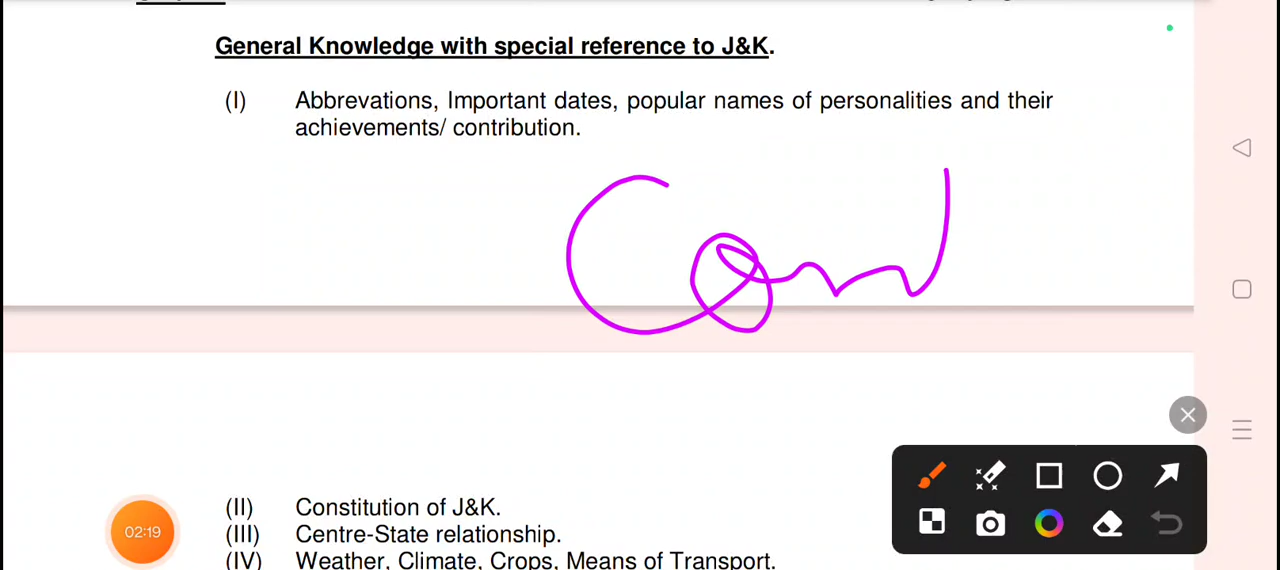 General Knowledge with special reference to J&K.
(I) Abbrevations, Important dates, popular names of personalities and their
achievements/ contribution.
(II) Constitution of J&K.
(III) Centre-State relationship.
(IV) Weather, Climate, Crops, Means of Transport.
02:19